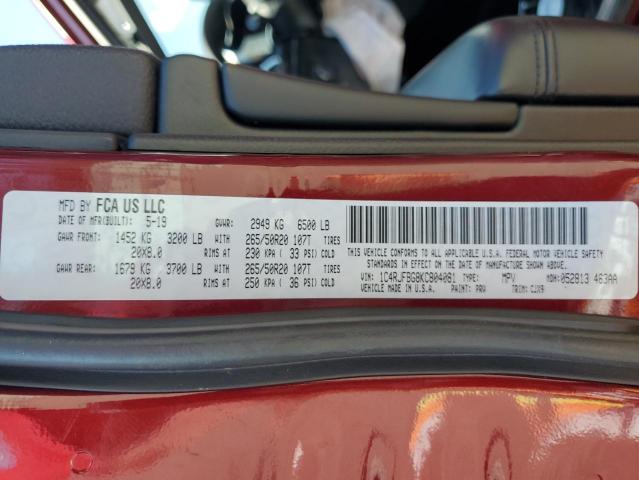 MFD BY FCA US LLC
DATE OF MFR(BUILT): 5-19 GVWR: 2949 KG 6500 LB
GAWR FRONT: 1452 KG 3200 LB WITH 265/50R20 107T TIRES
20X8.0 RIMS AT 230 KPA ( 33 PSI) COLD
GAWR REAR: 1679 KG 3700 LB WITH 265/50R20 107T TIRES
20X8.0 RIMS AT 250 KPA ( 36 PSI) COLD
THIS VEHICLE CONFORMS TO ALL APPLICABLE U.S.A. FEDERAL MOTOR VEHICLE SAFETY
STANDARDS IN EFFECT ON THE DATE OF MANUFACTURE SHOWN ABOVE.
VIN: 1C4RJFBG8KC804081 TYPE: MPV MDH: 052813 463AA
VEHICLE MADE IN U.S.A. PAINT: PRV TRIM: CJX9